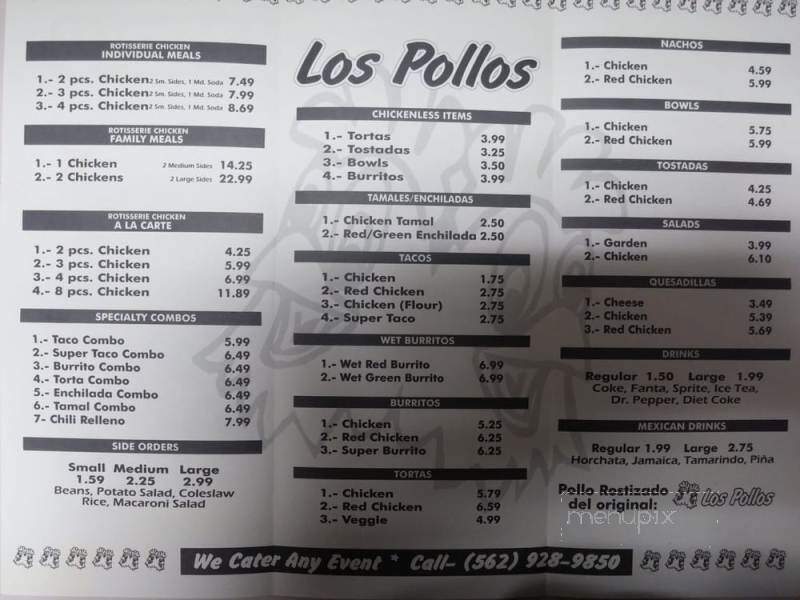 ROTISSERIE CHICKEN
INDIVIDUAL MEALS
1.- 2 pcs. Chicken 2 Sm. Sides, 1 Md. Soda 7.49
2.- 3 pcs. Chicken 2 Sm. Sides, 1 Md. Soda 7.99
3.- 4 pcs. Chicken 2 Sm. Sides, 1 Md. Soda 8.69
ROTISSERIE CHICKEN
FAMILY MEALS
1.- 1 Chicken 2 Medium Sides 14.25
2.- 2 Chickens 2 Large Sides 22.99
ROTISSERIE CHICKEN
A LA CARTE
1.- 2 pcs. Chicken 4.25
2.- 3 pcs. Chicken 5.99
3.- 4 pcs. Chicken 6.99
4.- 8 pcs. Chicken 11.89
SPECIALTY COMBOS
1.- Taco Combo 5.99
2.- Super Taco Combo 6.49
3.- Burrito Combo 6.49
4.- Torta Combo 6.49
5.- Enchilada Combo 6.49
6.- Tamal Combo 6.49
7- Chili Relleno 7.99
SIDE ORDERS
Small Medium Large
1.59 2.25 2.99
Beans, Potato Salad, Coleslaw
Rice, Macaroni Salad
Los Pollos
CHICKENLESS ITEMS
1.- Tortas 3.99
2.- Tostadas 3.25
3.- Bowls 3.50
4.- Burritos 3.99
TAMALES/ENCHILADAS
1.- Chicken Tamal 2.50
2.- Red/Green Enchilada 2.50
TACOS
1.- Chicken 1.75
2.- Red Chicken 2.75
3.- Chicken (Flour) 2.75
4.- Super Taco 2.75
WET BURRITOS
1.- Wet Red Burrito 6.99
2.- Wet Green Burrito 6.99
BURRITOS
1.- Chicken 5.25
2.- Red Chicken 6.25
3.- Super Burrito 6.25
TORTAS
1.- Chicken 5.79
2.- Red Chicken 6.59
3.- Veggie 4.99
NACHOS
1.- Chicken 4.59
2.- Red Chicken 5.99
BOWLS
1.- Chicken 5.75
2.- Red Chicken 5.99
TOSTADAS
1.- Chicken 4.25
2.- Red Chicken 4.69
SALADS
1.- Garden 3.99
2.- Chicken 6.10
QUESADILLAS
1.- Cheese 3.49
2.- Chicken 5.39
3.- Red Chicken 5.69
DRINKS
Regular 1.50 Large 1.99
Coke, Fanta, Sprite, Ice Tea,
Dr. Pepper, Diet Coke
MEXICAN DRINKS
Regular 1.99 Large 2.75
Horchata, Jamaica, Tamarindo, Piña
Pollo Rostizado
del original: Los Pollos
menupix
We Cater Any Event * Call- (562) 928-9850